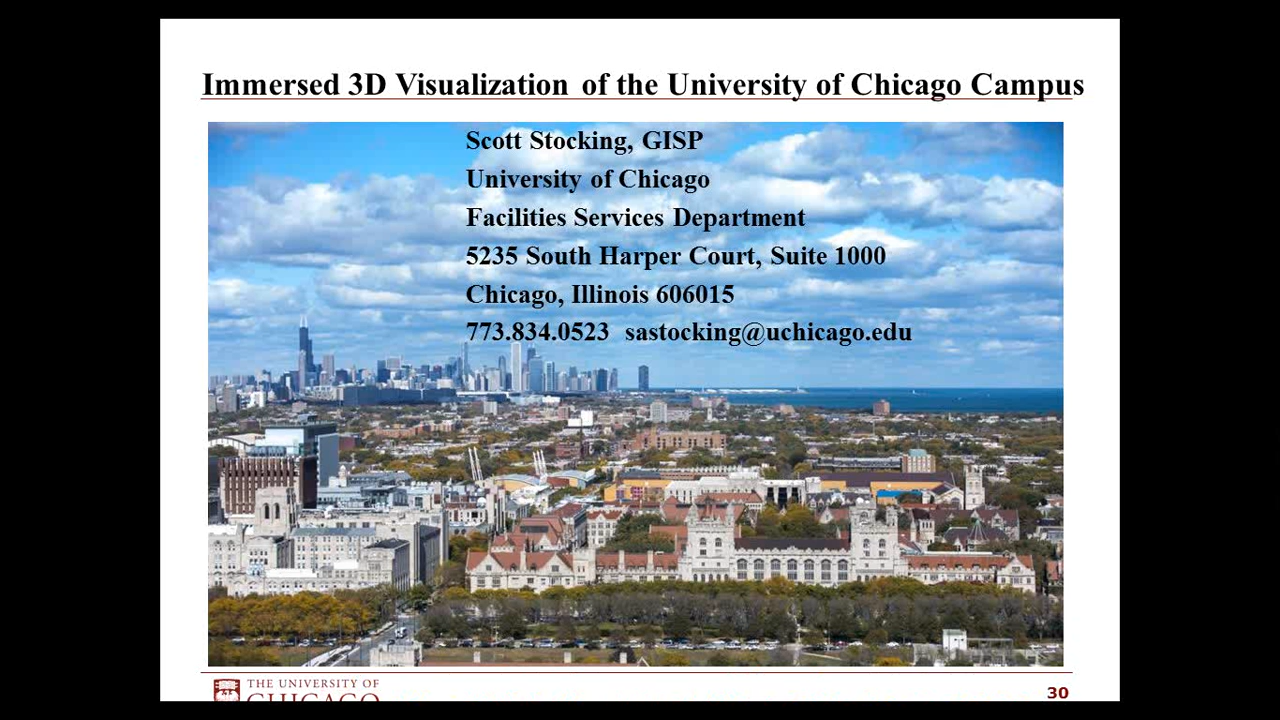 Immersed 3D Visualization of the University of Chicago Campus
Scott Stocking, GISP
University of Chicago
Facilities Services Department
5235 South Harper Court, Suite 1000
Chicago, Illinois 606015
773.834.0523 sastocking@uchicago.edu
THE UNIVERSITY OF
CHICAGO
30